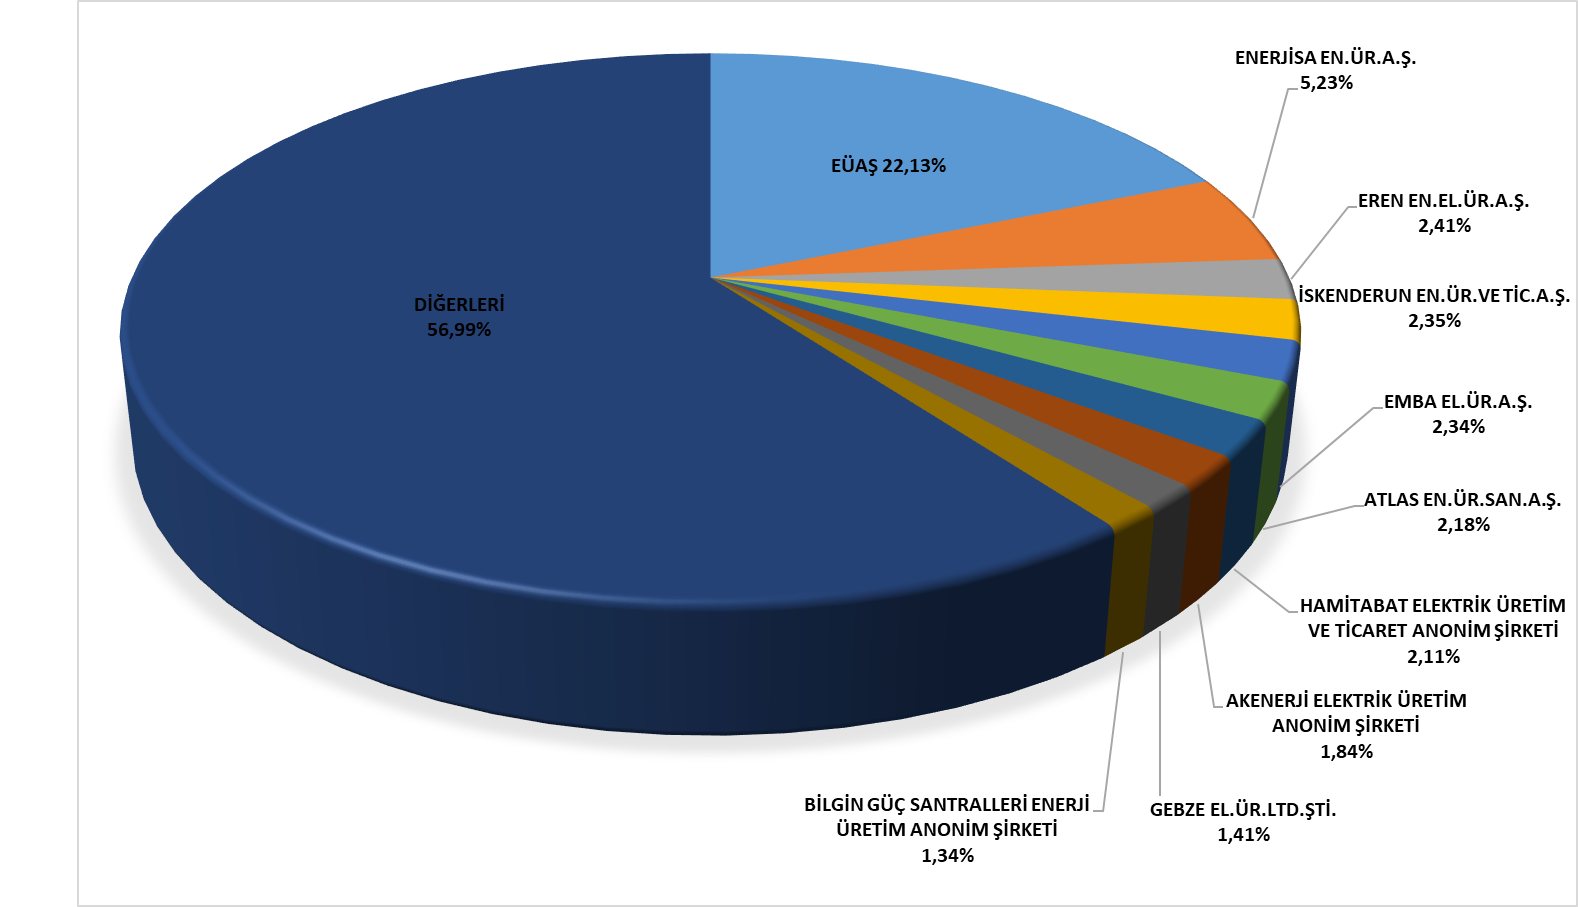 ENERJİSA EN.ÜR.A.Ş.
5,23%
EÜAŞ 22,13%
EREN EN.EL.ÜR.A.Ş.
2,41%
İSKENDERUN EN.ÜR.VE TİC.A.Ş.
2,35%
DİĞERLERİ
56,99%
EMBA EL.ÜR.A.Ş.
2,34%
ATLAS EN.ÜR.SAN.A.Ş.
2,18%
HAMİTABAT ELEKTRİK ÜRETİM
VE TİCARET ANONİM ŞİRKETİ
2,11%
AKENERJİ ELEKTRİK ÜRETİM
ANONİM ŞİRKETİ
1,84%
GEBZE EL.ÜR.LTD.ŞTİ.
1,41%
BİLGİN GÜÇ SANTRALLERİ ENERJİ
ÜRETİM ANONİM ŞİRKETİ
1,34%